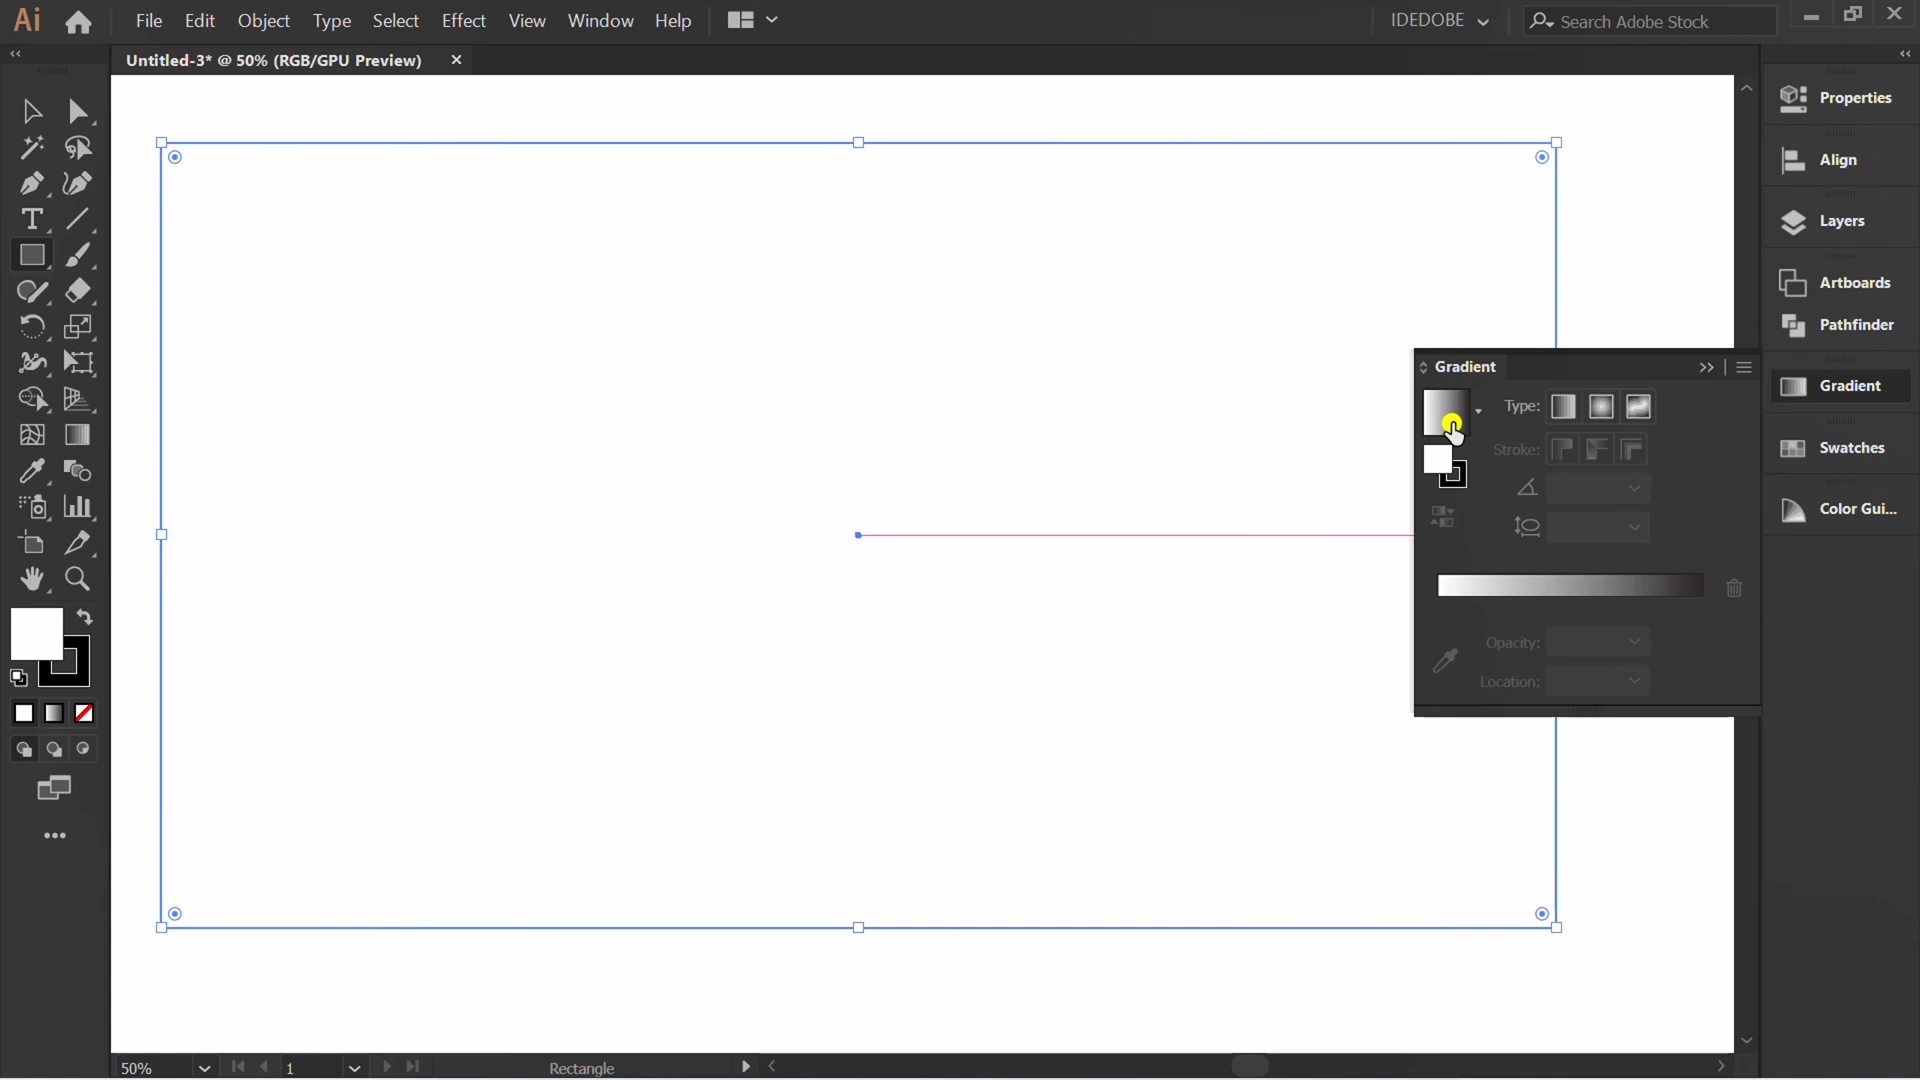 Ai
File Edit Object Type Select Effect View Window Help
IDEDOBE
Search Adobe Stock
Untitled-3* @ 50% (RGB/GPU Preview)
Properties
Align
Layers
Artboards
Pathfinder
Gradient
Swatches
Color Gui...
Gradient
Type:
Stroke:
Opacity:
Location:
50%
1
Rectangle